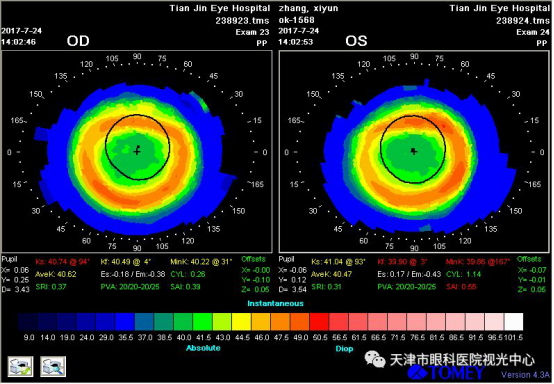 Tian Jin Eye Hospital
238923.tms
2017-7-24
Exam 23
14:02:46
OD
PP
zhang, xiyun
Tian Jin Eye Hospital
ok-1568
238924.tms
2017-7-24
Exam 24
14:02:53
OS
PP
Pupil
X= 0.06
Y= 0.25
D= 3.43
Ks: 40.74 @ 94° Kf: 40.49 @ 4° MinK: 40.22 @ 31°
AveK: 40.62 Es:-0.18 / Em:-0.38 CYL: 0.26
SRI: 0.37 PVA: 20/20-20/25 SAI: 0.39
Offsets
X= -0.00
Y= -0.10
Z= 0.05
Pupil
X= -0.06
Y= 0.12
D= 3.54
Ks: 41.04 @ 93° Kf: 39.90 @ 3° MinK: 39.86 @167°
AveK: 40.47 Es: 0.17 / Em:-0.43 CYL: 1.14
SRI: 0.31 PVA: 20/20-20/25 SAI: 0.55
Offsets
X= -0.07
Y= -0.01
Z= 0.05
Instantaneous
9.0 14.0 19.0 24.0 29.0 34.0 35.5 37.0 38.5 40.0 41.5 43.0 44.5 46.0 47.5 49.0 50.5 56.5 61.5 66.5 71.5 76.5 81.5 86.5 91.5 96.5 101.5
Absolute
Diop
天津市眼科医院视光中心
TOMEY
Version 4.3A